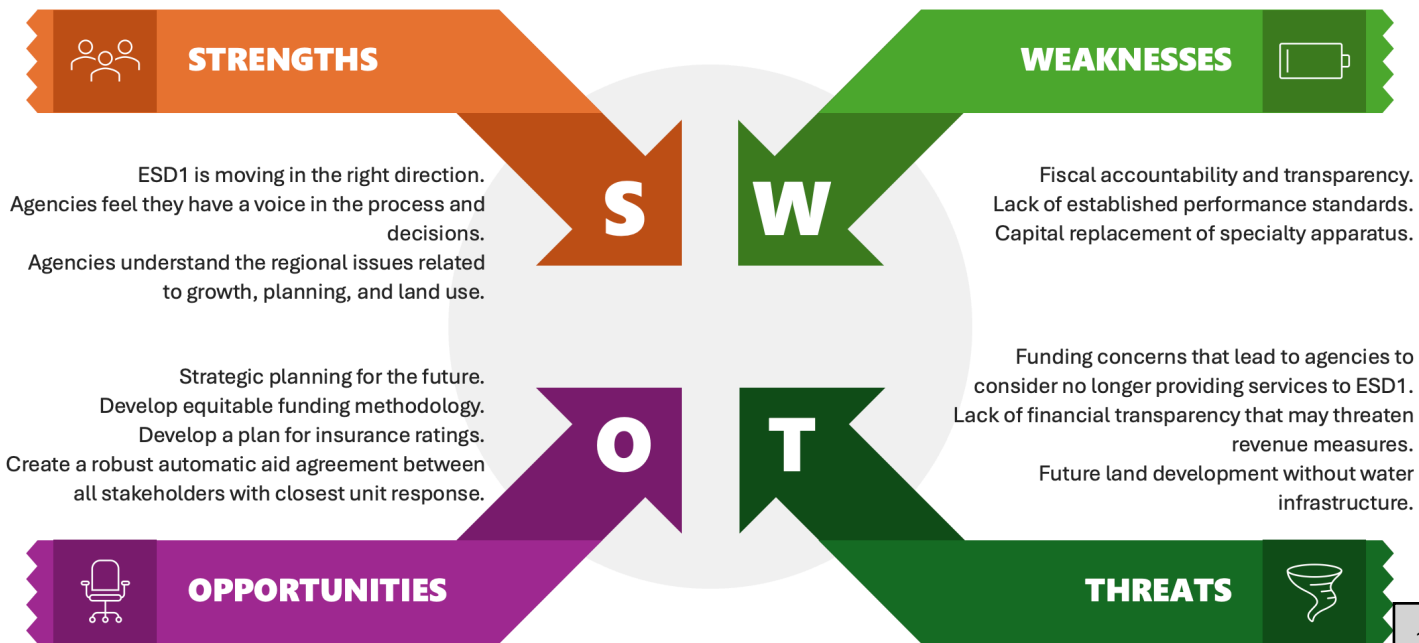 STRENGTHS
WEAKNESSES
S
W
ESD1 is moving in the right direction.
Agencies feel they have a voice in the process and
decisions.
Agencies understand the regional issues related
to growth, planning, and land use.
Fiscal accountability and transparency.
Lack of established performance standards.
Capital replacement of specialty apparatus.
Strategic planning for the future.
Develop equitable funding methodology.
Develop a plan for insurance ratings.
Create a robust automatic aid agreement between
all stakeholders with closest unit response.
O
T
Funding concerns that lead to agencies to
consider no longer providing services to ESD1.
Lack of financial transparency that may threaten
revenue measures.
Future land development without water
infrastructure.
OPPORTUNITIES
THREATS